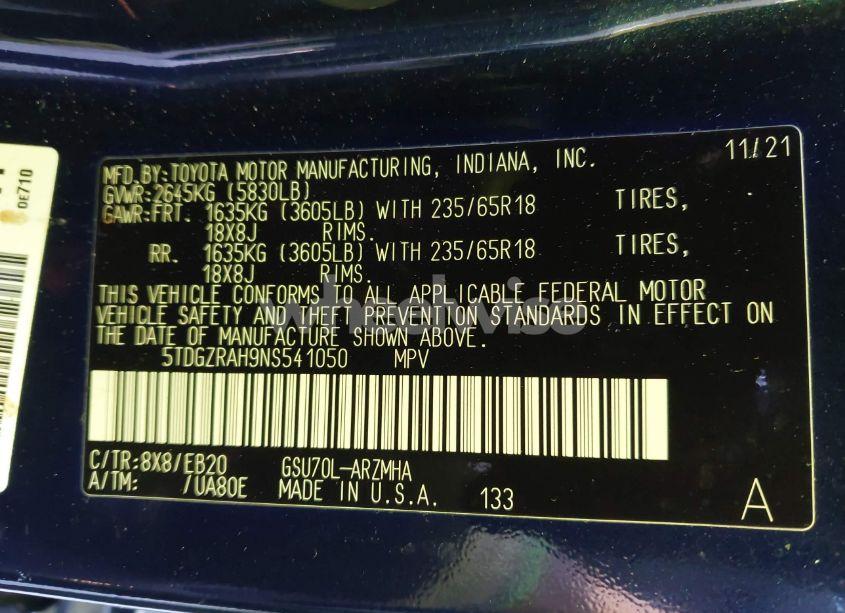 MFD.BY:TOYOTA MOTOR MANUFACTURING, INDIANA, INC. 11/21
GVWR:2645KG (5830LB)
GAWR:FRT. 1635KG (3605LB) WITH 235/65R18 TIRES,
18X8J RIMS.
RR. 1635KG (3605LB) WITH 235/65R18 TIRES,
18X8J RIMS.
THIS VEHICLE CONFORMS TO ALL APPLICABLE FEDERAL MOTOR
VEHICLE SAFETY AND THEFT PREVENTION STANDARDS IN EFFECT ON
THE DATE OF MANUFACTURE SHOWN ABOVE.
5TDGZRAH9NS541050 MPV
C/TR:8X8/EB20 GSU70L-ARZMHA
A/TM: /UA80E MADE IN U.S.A. 133 A
0E710
wheelwise